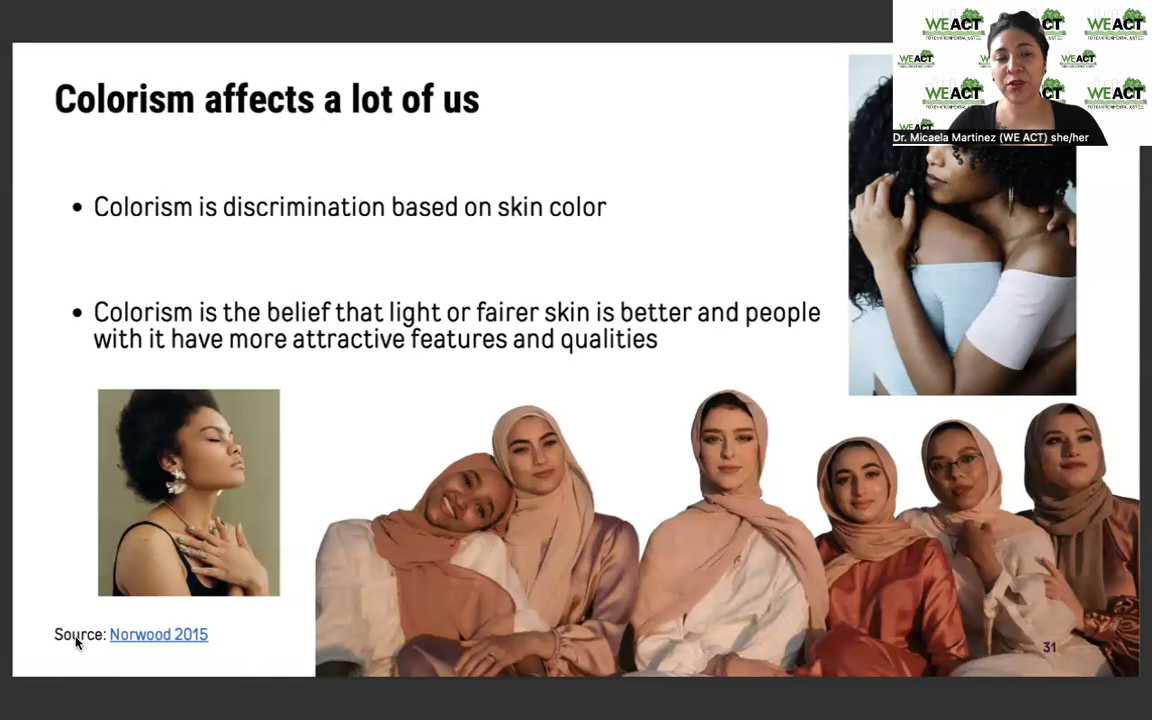 Colorism affects a lot of us
• Colorism is discrimination based on skin color
• Colorism is the belief that light or fairer skin is better and people
with it have more attractive features and qualities
Source: Norwood 2015
31
WE ACT
WE ACT
WE ACT
WE ACT
WE ACT
WE ACT
Dr. Micaela Martinez (WE ACT) she/her